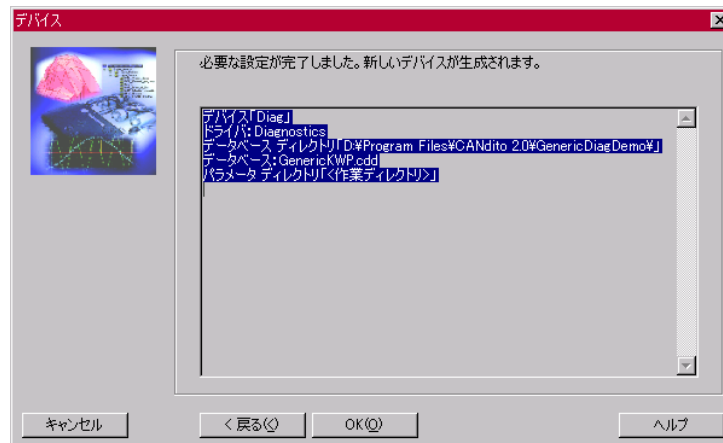 デバイス
必要な設定が完了しました。新しいデバイスが生成されます。
デバイス「Diag」
ドライバ: Diagnostics
データベース ディレクトリ「D:¥Program Files¥CANdito 2.0¥GenericDiagDemo¥」
データベース: GenericKWP.cdd
パラメータ ディレクトリ「<作業ディレクトリ>」
キャンセル
< 戻る(<)
OK(O)
ヘルプ